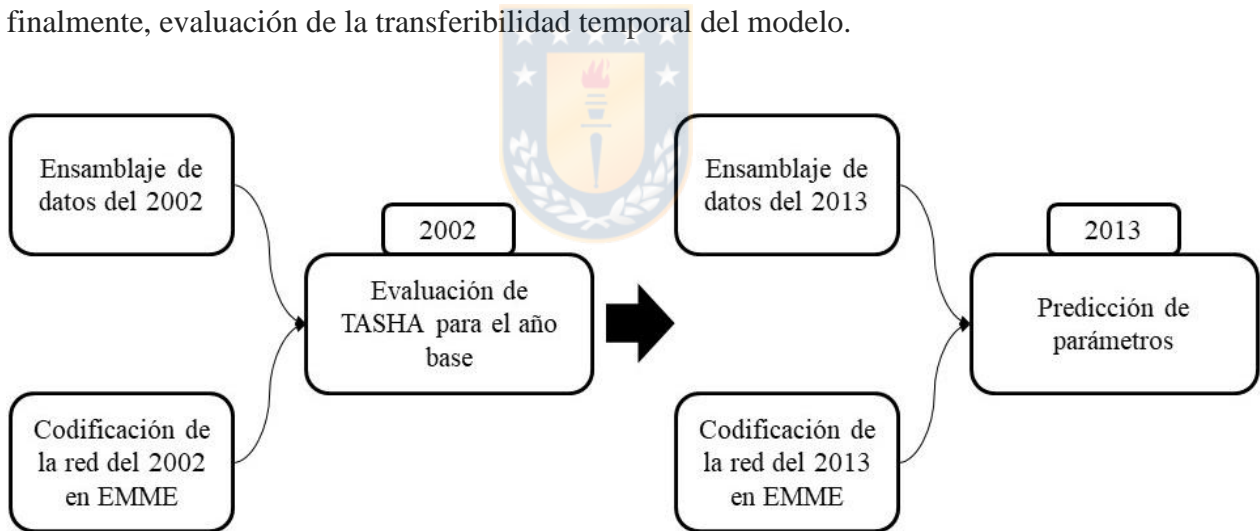 finalmente, evaluación de la transferibilidad temporal del modelo.
Ensamblaje de
datos del 2002
2002
Evaluación de
TASHA para el año
base
Codificación de
la red del 2002
en EMME
Ensamblaje de
datos del 2013
2013
Predicción de
parámetros
Codificación de
la red del 2013
en EMME